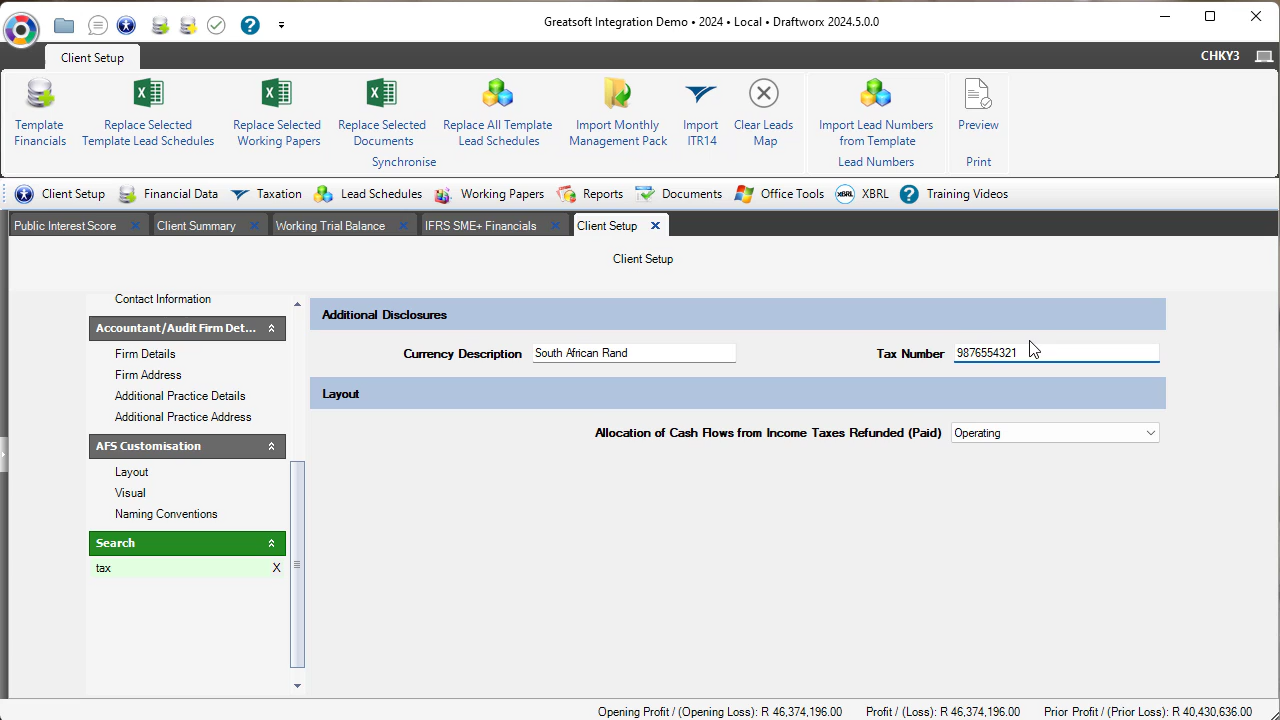 Greatsoft Integration Demo • 2024 • Local • Draftworx 2024.5.0.0
Client Setup
CHKY3
Template Financials
Replace Selected Template Lead Schedules
Replace Selected Working Papers
Replace Selected Documents
Replace All Template Lead Schedules
Import Monthly Management Pack
Import ITR14
Clear Leads Map
Import Lead Numbers from Template
Preview
Synchronise
Lead Numbers
Print
Client Setup
Financial Data
Taxation
Lead Schedules
Working Papers
Reports
Documents
Office Tools
XBRL
XBRL
Training Videos
Public Interest Score
Client Summary
Working Trial Balance
IFRS SME+ Financials
Client Setup
Client Setup
Contact Information
Accountant/Audit Firm Det...
Firm Details
Firm Address
Additional Practice Details
Additional Practice Address
AFS Customisation
Layout
Visual
Naming Conventions
Search
tax X
Additional Disclosures
Currency Description South African Rand
Tax Number 9876554321
Layout
Allocation of Cash Flows from Income Taxes Refunded (Paid) Operating
Opening Profit / (Opening Loss): R 46,374,196.00 Profit / (Loss): R 46,374,196.00 Prior Profit / (Prior Loss): R 40,430,636.00